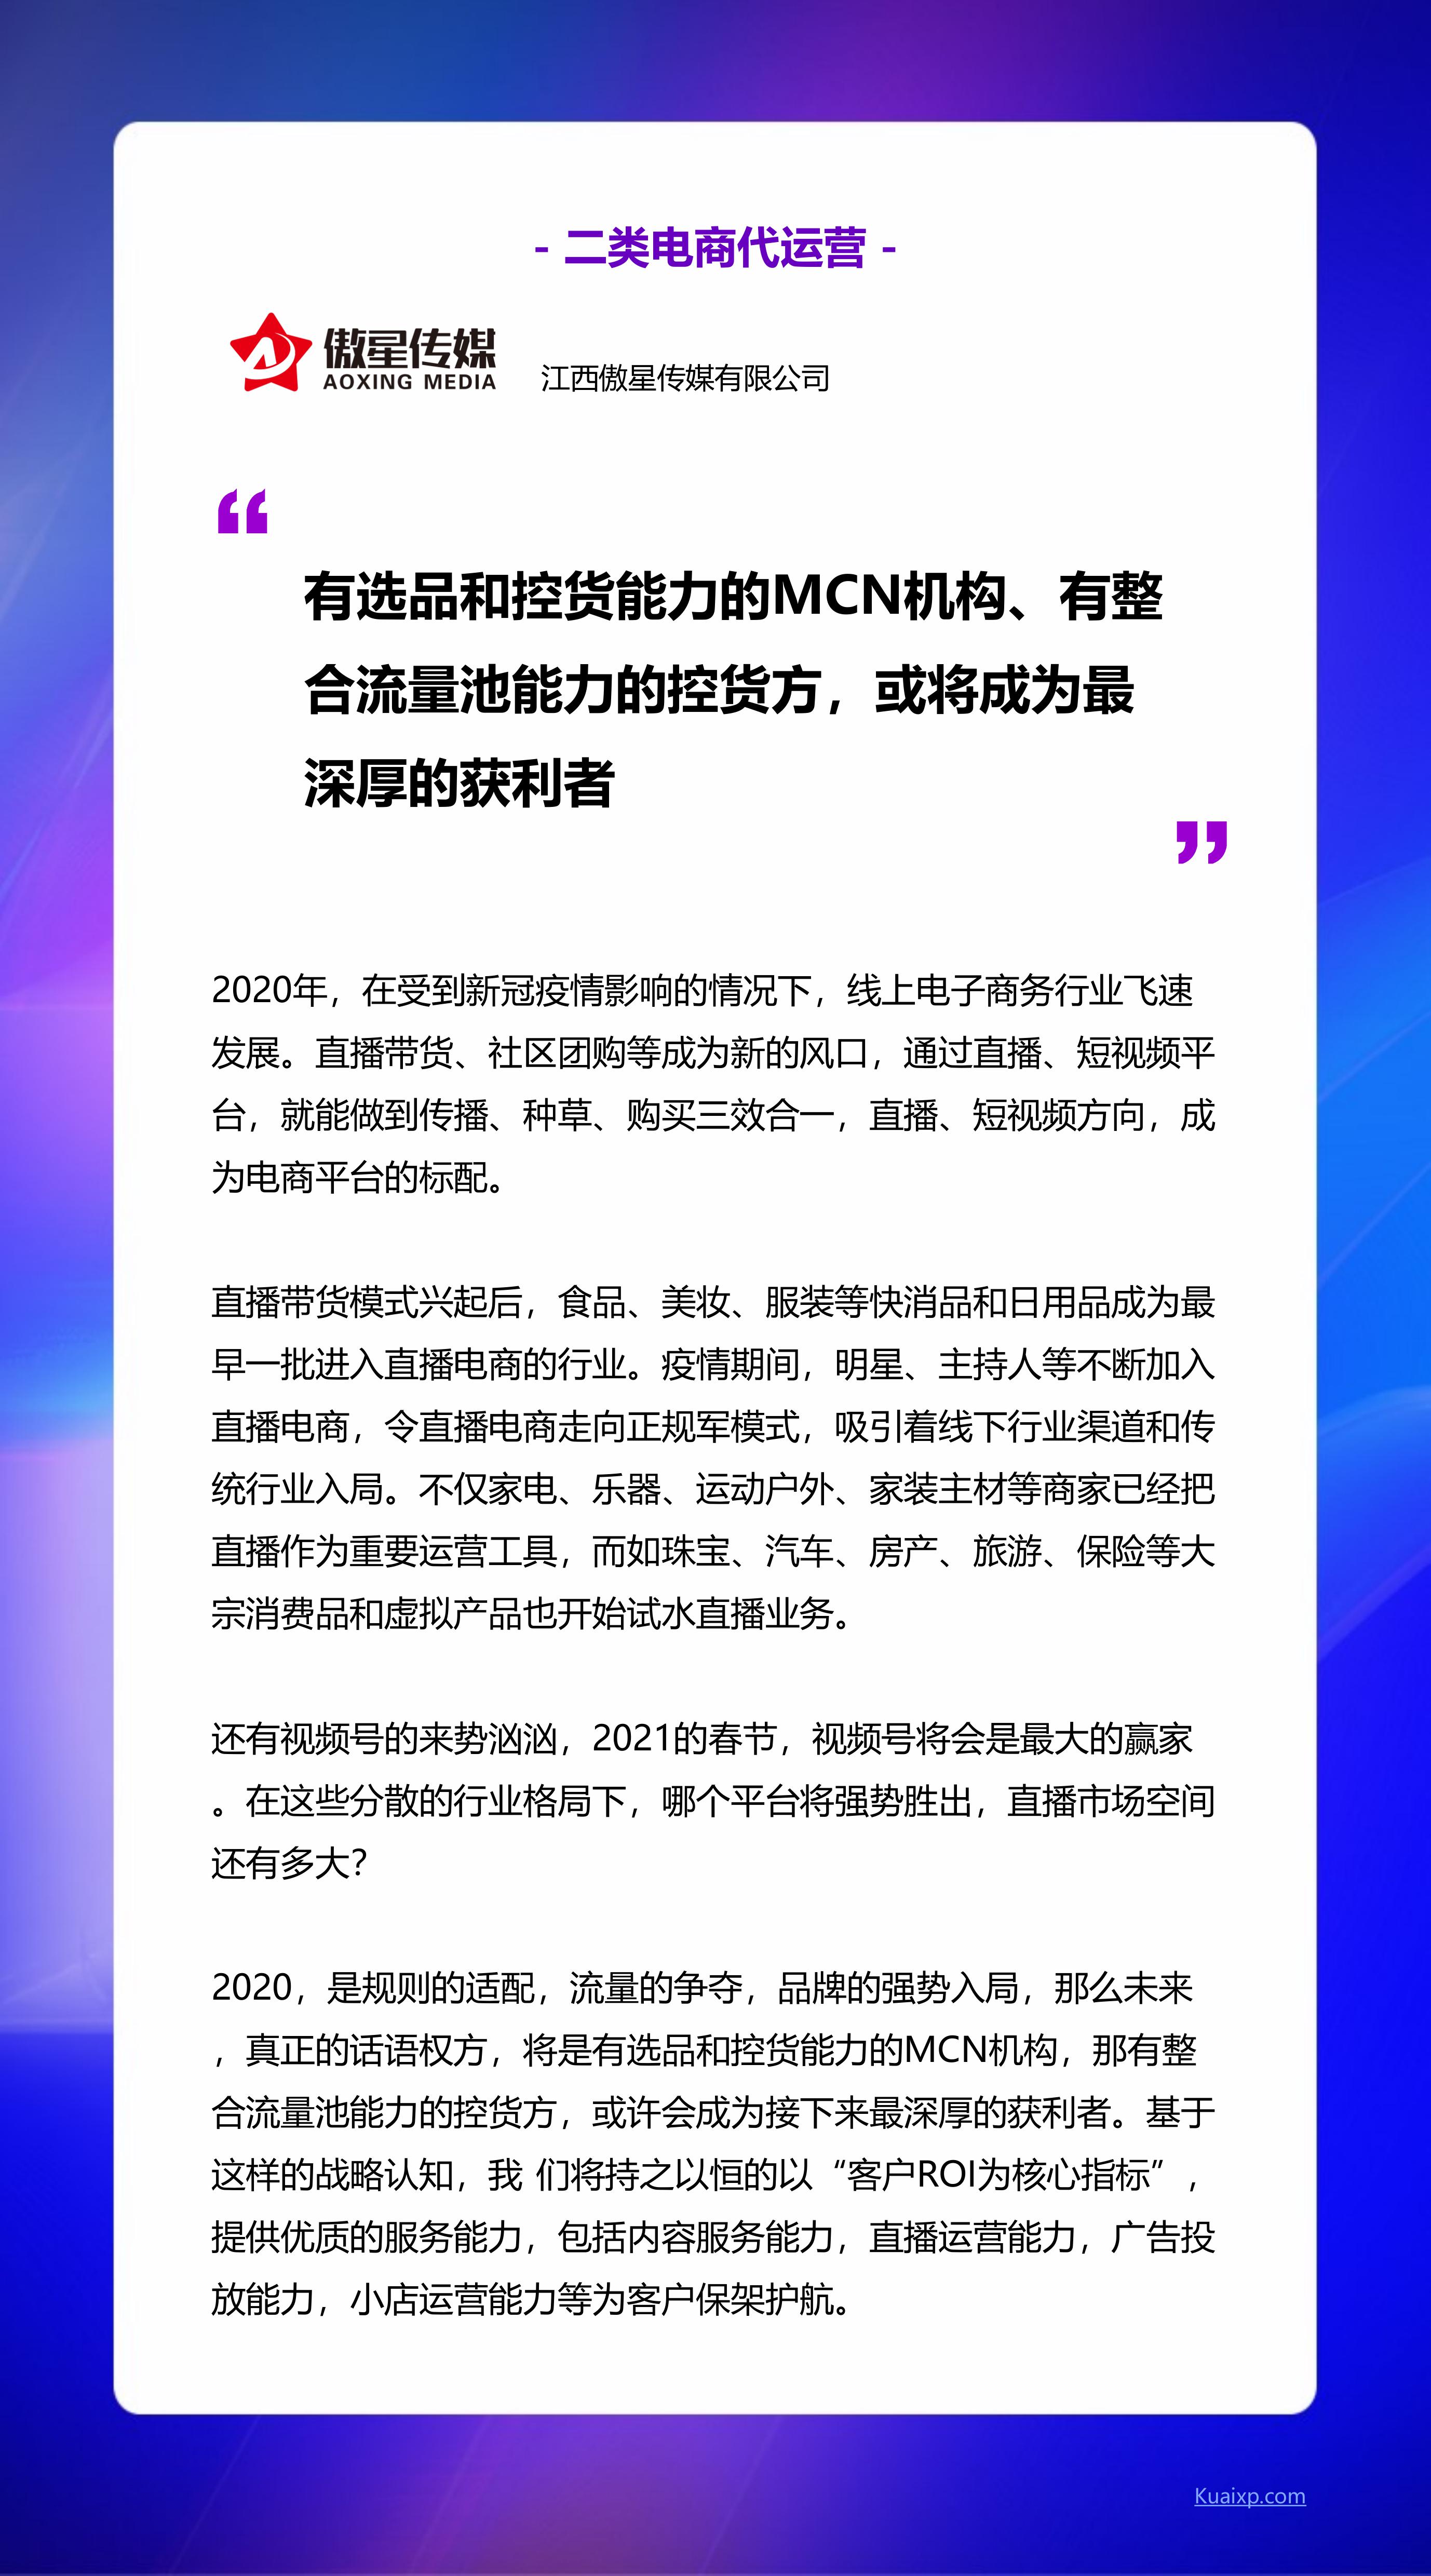 - 二类电商代运营 -
傲星传媒
AOXING MEDIA
江西傲星传媒有限公司
“
有选品和控货能力的MCN机构、有整
合流量池能力的控货方，或将成为最
深厚的获利者
”
2020年，在受到新冠疫情影响的情况下，线上电子商务行业飞速
发展。直播带货、社区团购等成为新的风口，通过直播、短视频平
台，就能做到传播、种草、购买三效合一，直播、短视频方向，成
为电商平台的标配。
直播带货模式兴起后，食品、美妆、服装等快消品和日用品成为最
早一批进入直播电商的行业。疫情期间，明星、主持人等不断加入
直播电商，令直播电商走向正规军模式，吸引着线下行业渠道和传
统行业入局。不仅家电、乐器、运动户外、家装主材等商家已经把
直播作为重要运营工具，而如珠宝、汽车、房产、旅游、保险等大
宗消费品和虚拟产品也开始试水直播业务。
还有视频号的来势汹汹，2021的春节，视频号将会是最大的赢家
。在这些分散的行业格局下，哪个平台将强势胜出，直播市场空间
还有多大？
2020，是规则的适配，流量的争夺，品牌的强势入局，那么未来
，真正的话语权方，将是有选品和控货能力的MCN机构，那有整
合流量池能力的控货方，或许会成为接下来最深厚的获利者。基于
这样的战略认知，我 们将持之以恒的以“客户ROI为核心指标”，
提供优质的服务能力，包括内容服务能力，直播运营能力，广告投
放能力，小店运营能力等为客户保架护航。
Kuaixp.com